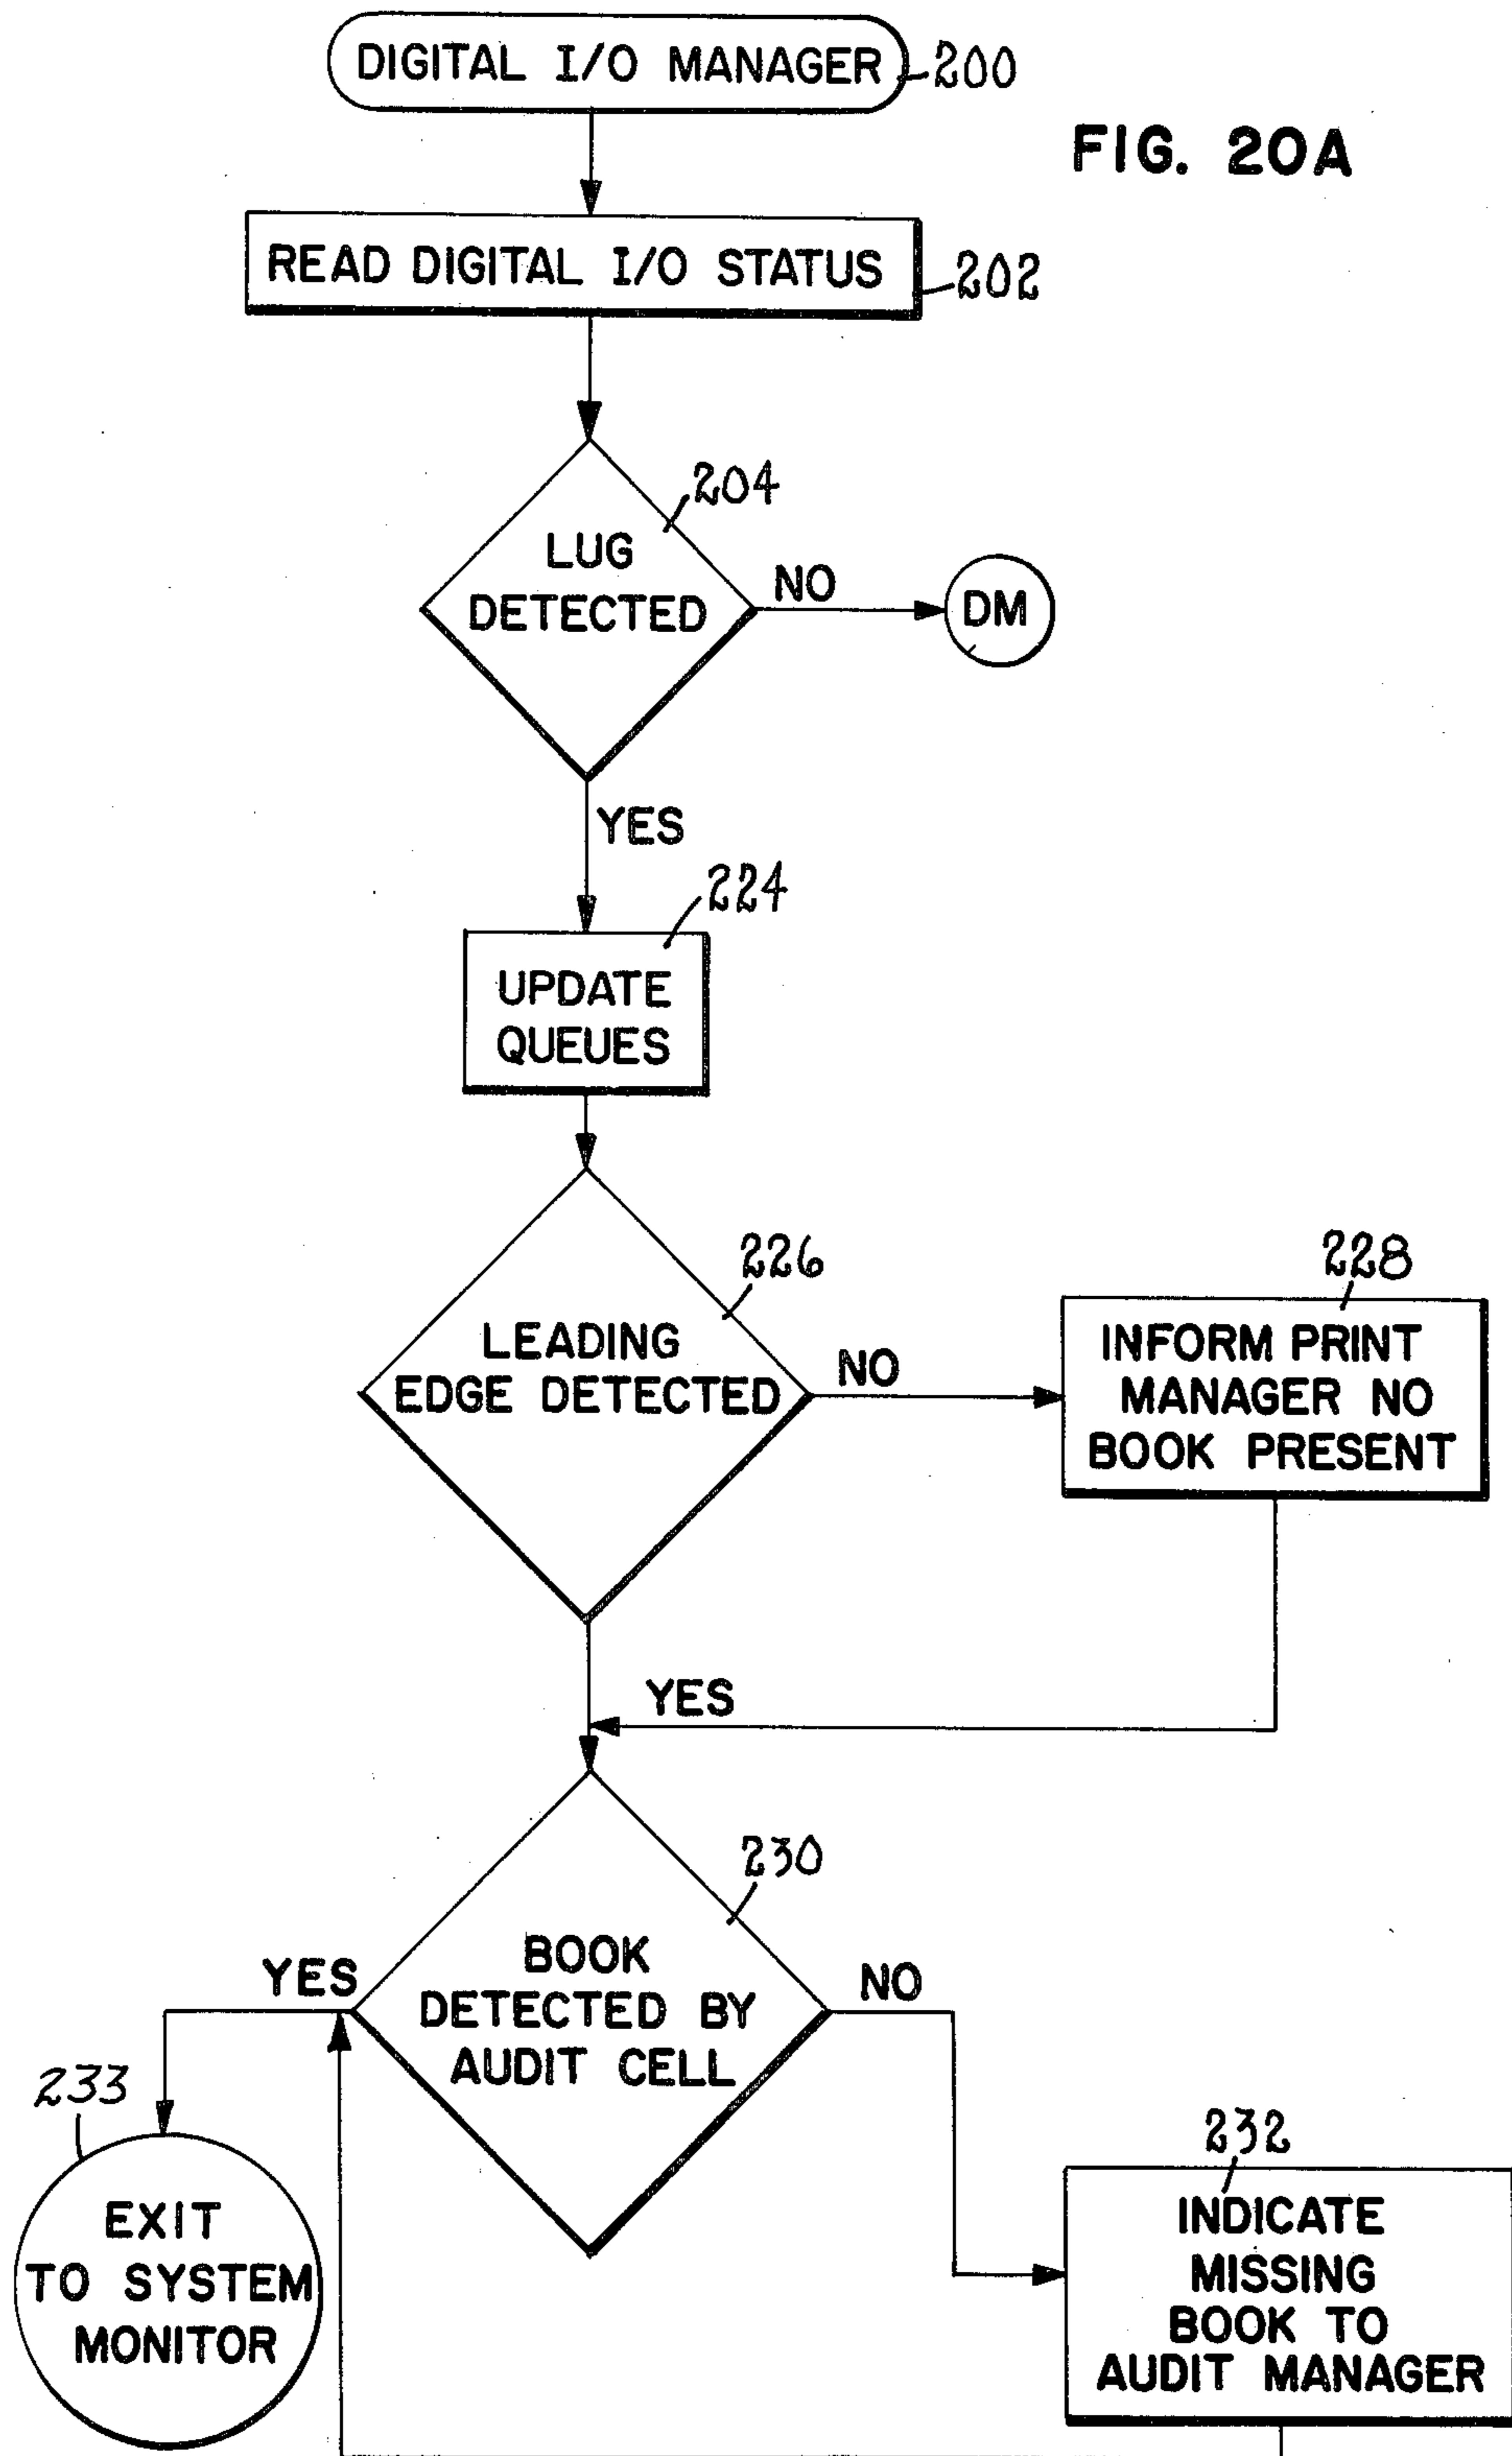 DIGITAL I/O MANAGER
200
FIG. 20A
READ DIGITAL I/O STATUS
202
204
LUG
DETECTED
NO
DM
YES
224
UPDATE
QUEUES
226
LEADING
EDGE DETECTED
NO
228
INFORM PRINT
MANAGER NO
BOOK PRESENT
YES
230
BOOK
DETECTED BY
AUDIT CELL
YES
NO
233
EXIT
TO SYSTEM
MONITOR
232
INDICATE
MISSING
BOOK TO
AUDIT MANAGER